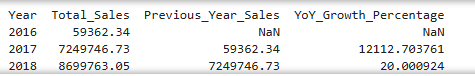 Year Total_Sales Previous_Year_Sales YoY_Growth_Percentage
2016 59362.34 NaN NaN
2017 7249746.73 59362.34 12112.703761
2018 8699763.05 7249746.73 20.000924